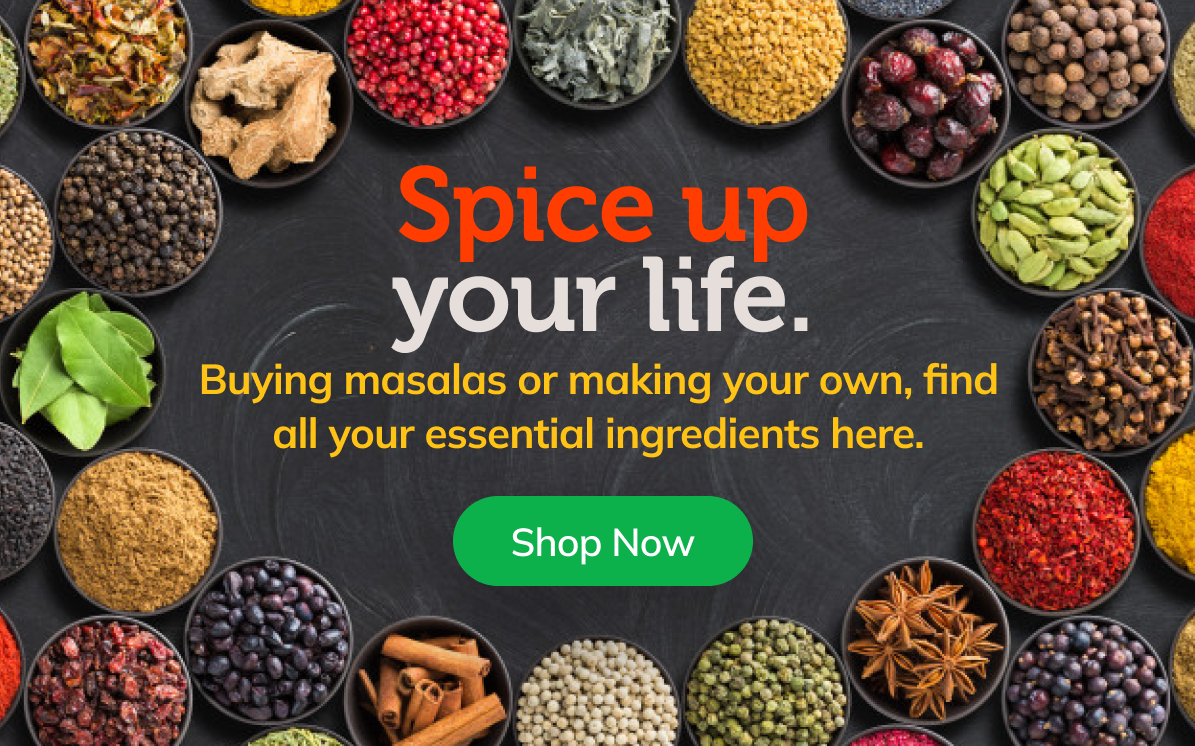 Spice up
your life.
Buying masalas or making your own, find
all your essential ingredients here.
Shop Now